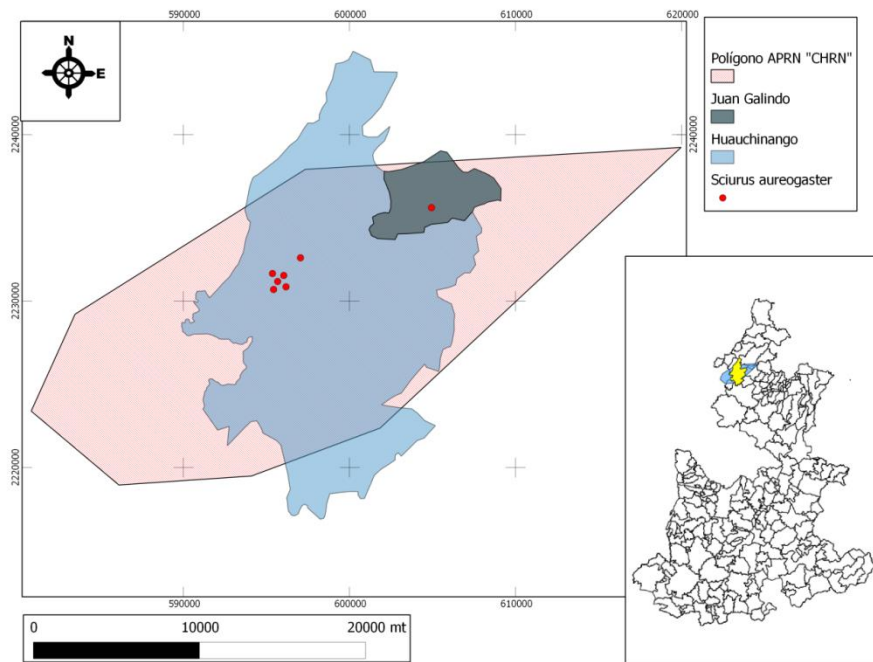 590000 600000 610000 620000
N
E
Polígono APRN "CHRN"
Juan Galindo
Huauchinango
Sciurus aureogaster
2240000 2240000
2230000
2220000
590000 600000 610000
0 10000 20000 mt